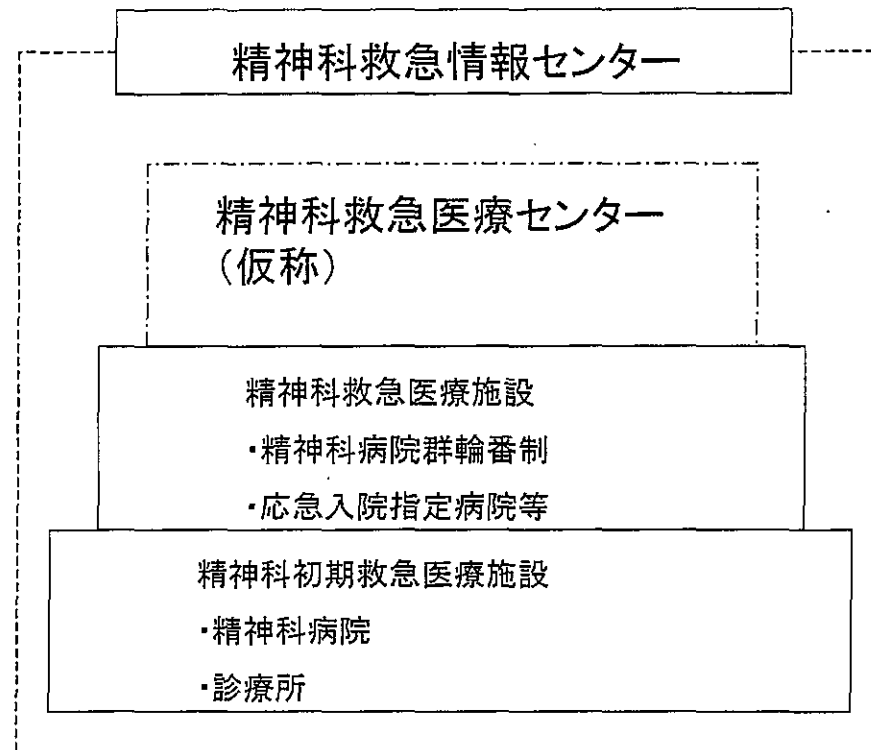 精神科救急情報センター
精神科救急医療センター
（仮称）
精神科救急医療施設
・精神科病院群輪番制
・応急入院指定病院等
精神科初期救急医療施設
・精神科病院
・診療所